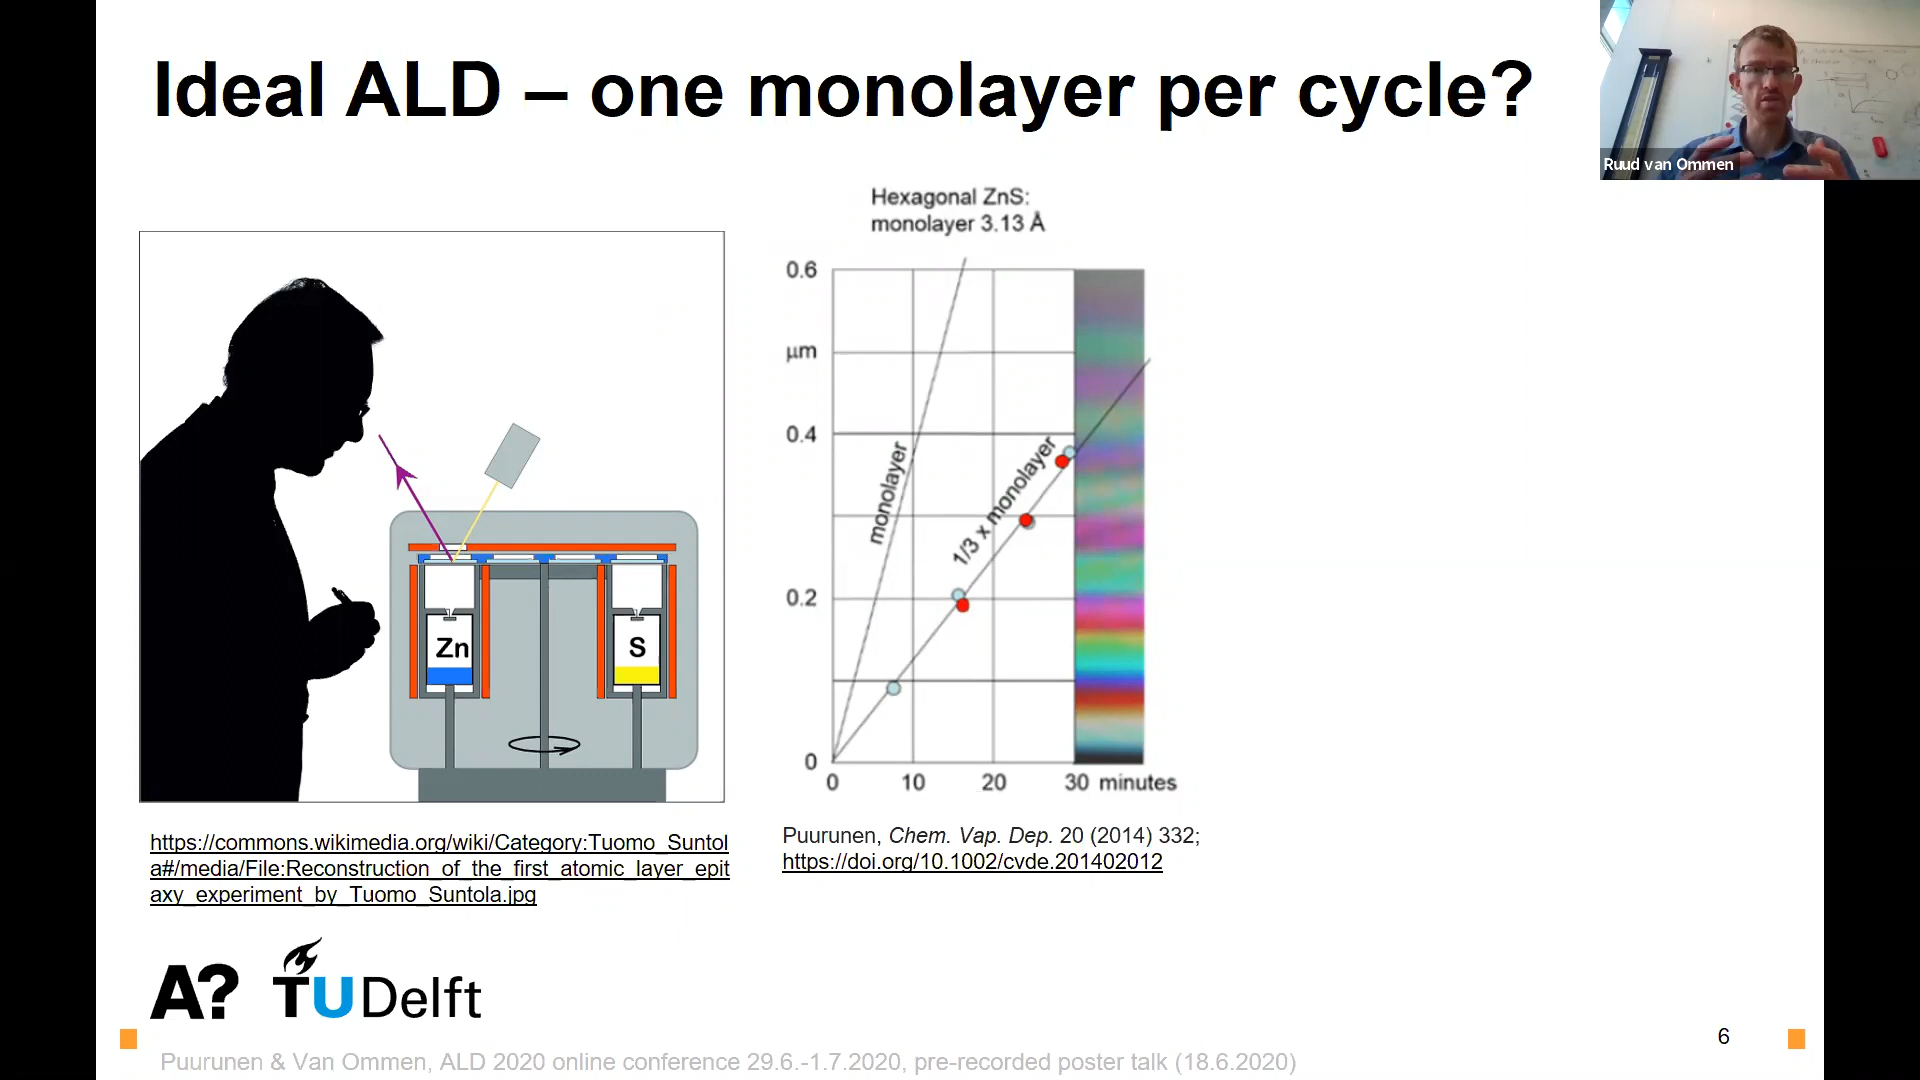 Ideal ALD – one monolayer per cycle?
Ruud van Ommen
Hexagonal ZnS:
monolayer 3.13 Å
0.6
µm
0.4
0.2
0
0
10
20
30 minutes
monolayer
1/3 x monolayer
Zn
S
https://commons.wikimedia.org/wiki/Category:Tuomo_Suntol
a#/media/File:Reconstruction_of_the_first_atomic_layer_epit
axy_experiment_by_Tuomo_Suntola.jpg
Puurunen, Chem. Vap. Dep. 20 (2014) 332;
https://doi.org/10.1002/cvde.201402012
A?
TUDelft
6
Puurunen & Van Ommen, ALD 2020 online conference 29.6.-1.7.2020, pre-recorded poster talk (18.6.2020)